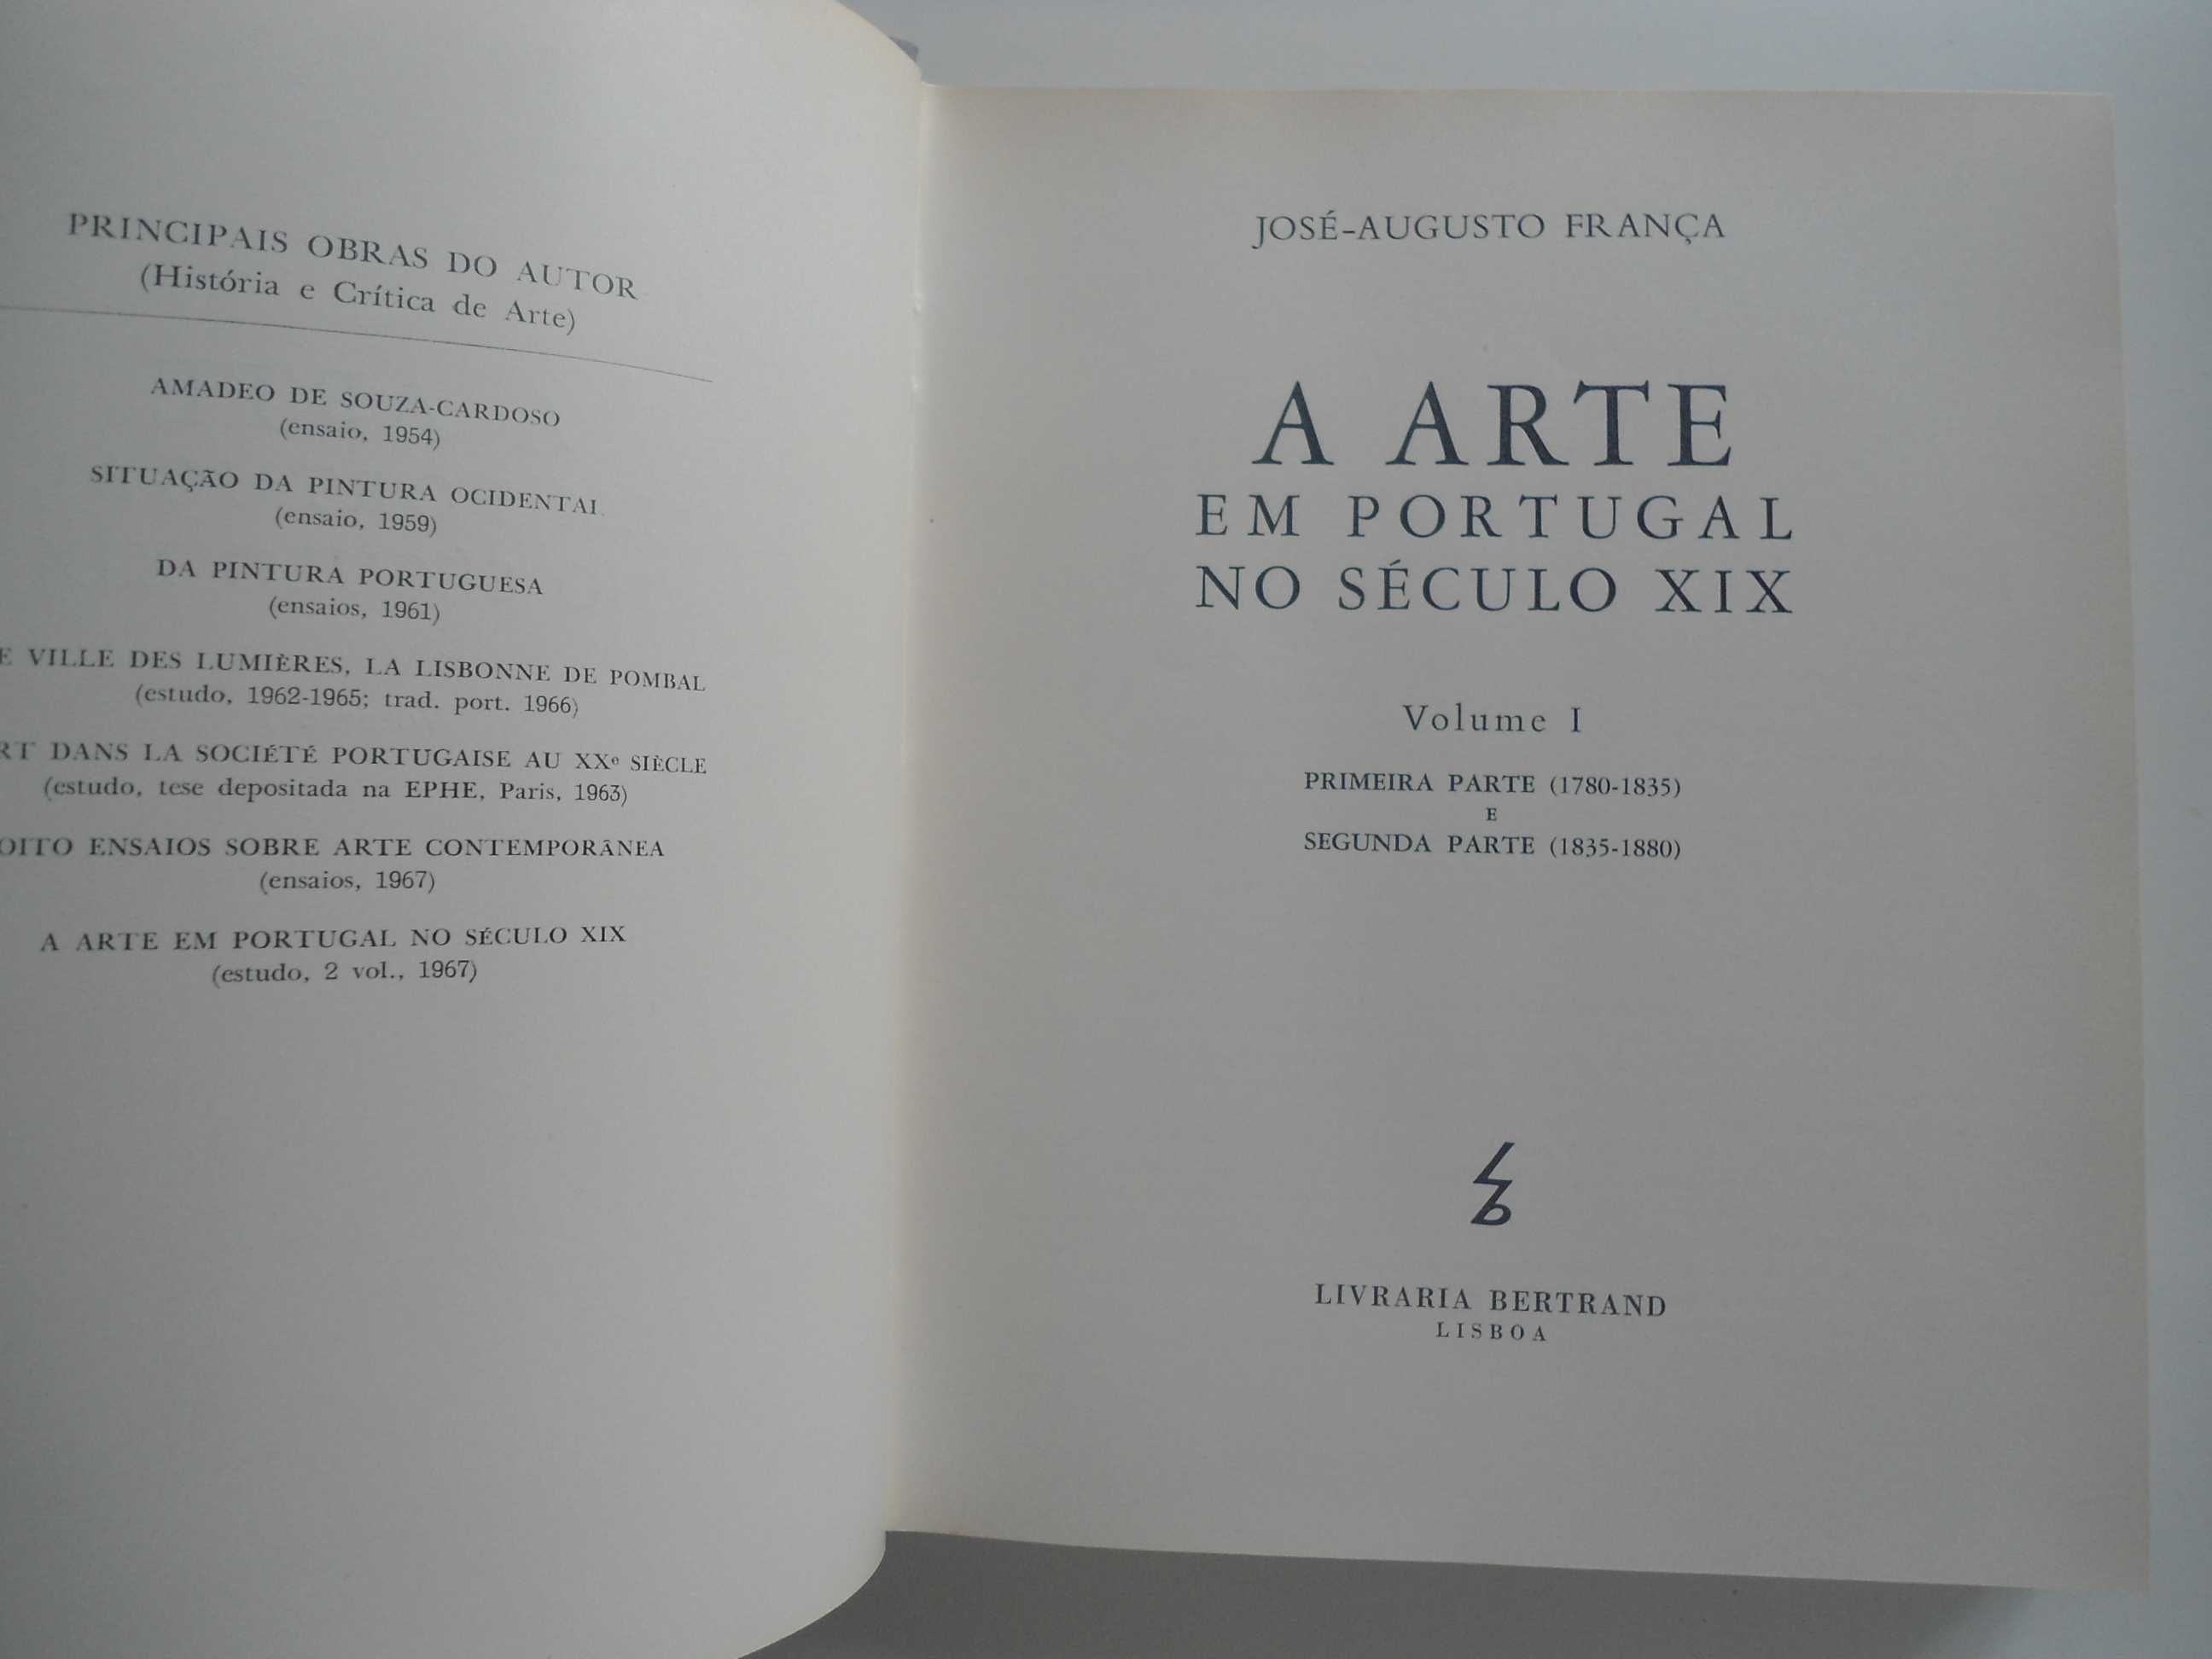 PRINCIPAIS OBRAS DO AUTOR
(História e Crítica de Arte)
AMADEO DE SOUZA-CARDOSO
(ensaio, 1954)
SITUAÇÃO DA PINTURA OCIDENTAL
(ensaio, 1959)
DA PINTURA PORTUGUESA
(ensaios, 1961)
VILLE DES LUMIÈRES, LA LISBONNE DE POMBAL
(estudo, 1962-1965; trad. port. 1966)
DANS LA SOCIÉTÉ PORTUGAISE AU XXe SIÈCLE
(estudo, tese depositada na EPHE, Paris, 1963)
OITO ENSAIOS SOBRE ARTE CONTEMPORÂNEA
(ensaios, 1967)
A ARTE EM PORTUGAL NO SÉCULO XIX
(estudo, 2 vol., 1967)
JOSÉ-AUGUSTO FRANÇA
A ARTE
EM PORTUGAL
NO SÉCULO XIX
Volume I
PRIMEIRA PARTE (1780-1835)
E
SEGUNDA PARTE (1835-1880)
LIVRARIA BERTRAND
LISBOA